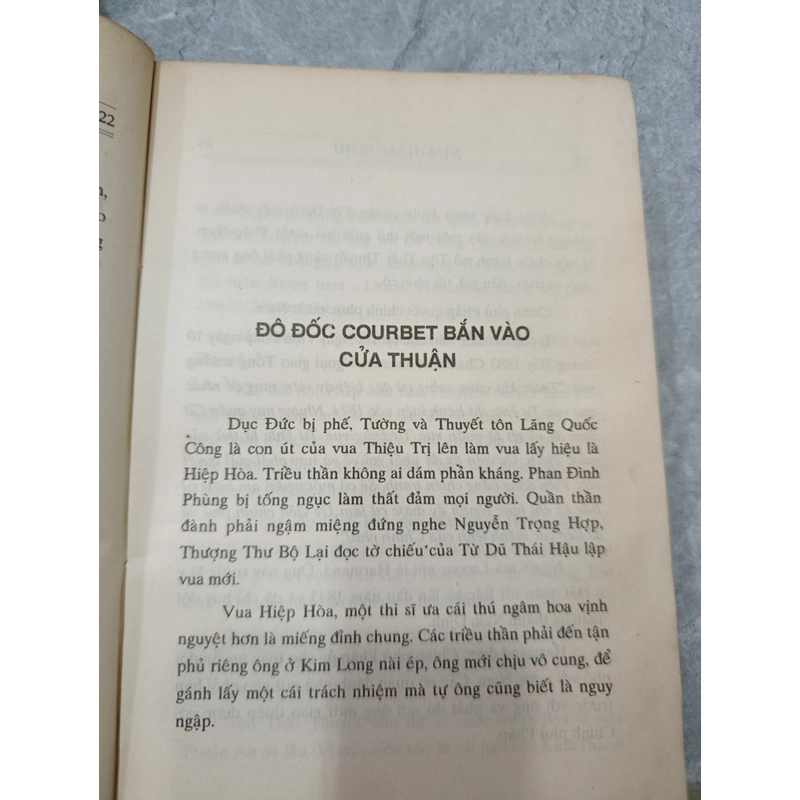 22
m,
o
g
ĐÔ ĐỐC COURBET BẮN VÀO
CỬA THUẬN
Dục Đức bị phế, Tường và Thuyết tôn Lãng Quốc
Công là con út của vua Thiệu Trị lên làm vua lấy hiệu là
Hiệp Hòa. Triều thần không ai dám phản kháng. Phan Đình
Phùng bị tống ngục làm thất đảm mọi người. Quần thần
đành phải ngậm miệng đứng nghe Nguyễn Trọng Hợp,
Thượng Thư Bộ Lại đọc tờ chiếu của Từ Dũ Thái Hậu lập
vua mới.
Vua Hiệp Hòa, một thi sĩ ưa cái thú ngâm hoa vịnh
nguyệt hơn là miếng đỉnh chung. Các triều thần phải đến tận
phủ riêng ông ở Kim Long nài ép, ông mới chịu vô cung, để
gánh lấy một cái trách nhiệm mà tự ông cũng biết là nguy
ngập.